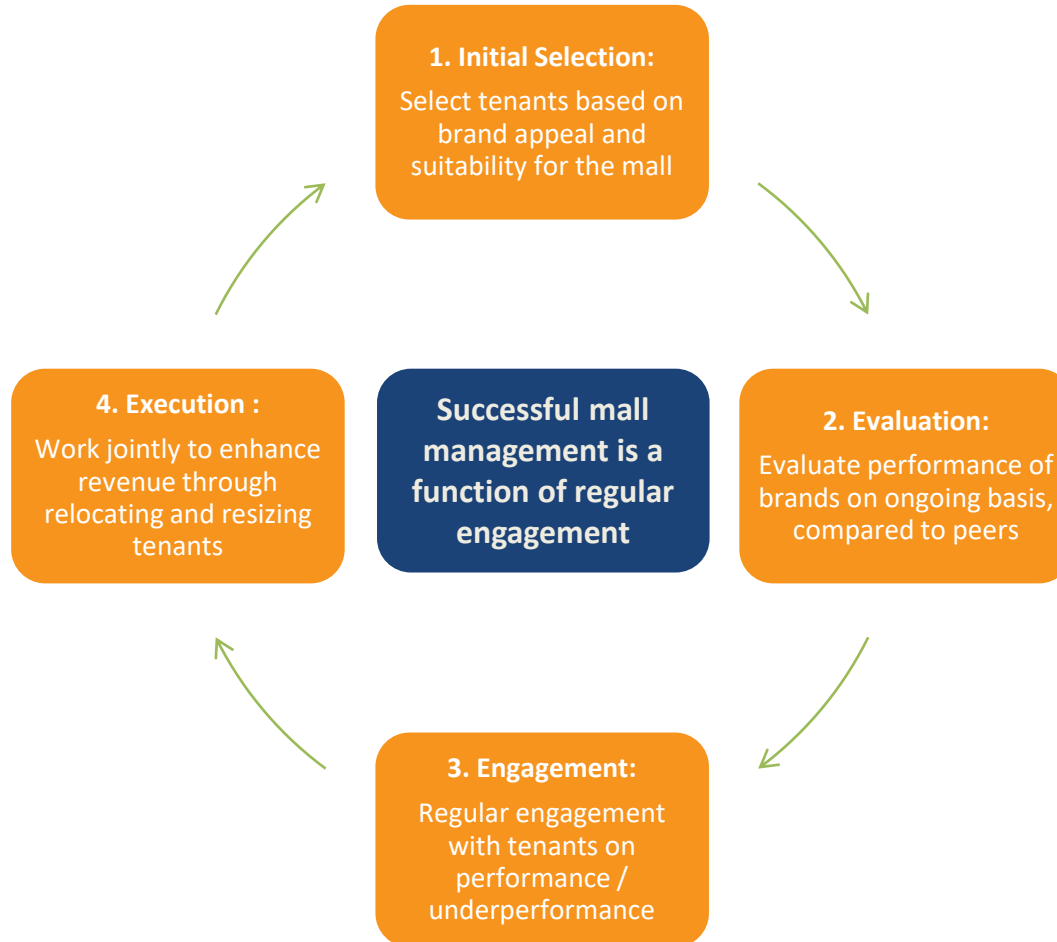 1. Initial Selection:
Select tenants based on
brand appeal and
suitability for the mall
4. Execution :
Work jointly to enhance
revenue through
relocating and resizing
tenants
Successful mall
management is a
function of regular
engagement
2. Evaluation:
Evaluate performance of
brands on ongoing basis,
compared to peers
3. Engagement:
Regular engagement
with tenants on
performance /
underperformance